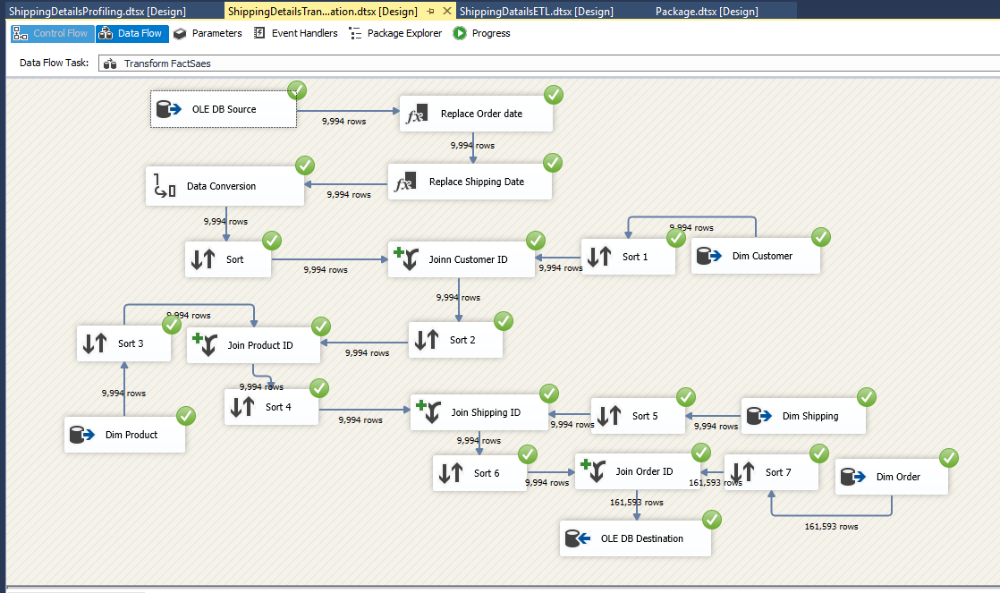 ShippingDetailsProfiling.dtsx [Design]
ShippingDetailsTran...ation.dtsx [Design]
ShippingDatailsETL.dtsx [Design]
Package.dtsx [Design]
Control Flow
Data Flow
Parameters
Event Handlers
Package Explorer
Progress
Data Flow Task:
Transform FactSaes
OLE DB Source
9,994 rows
Replace Order date
9,994 rows
Data Conversion
9,994 rows
Replace Shipping Date
9,994 rows
9,994 rows
Sort
9,994 rows
Joinn Customer ID
9,994 rows
Sort 1
Dim Customer
9,994 rows
9,994 rows
Sort 3
Join Product ID
9,994 rows
Sort 2
9,994 rows
9,994 rows
Sort 4
9,994 rows
Join Shipping ID
9,994 rows
Sort 5
9,994 rows
Dim Shipping
Dim Product
9,994 rows
Sort 6
9,994 rows
Join Order ID
161,593 rows
Sort 7
Dim Order
161,593 rows
161,593 rows
OLE DB Destination